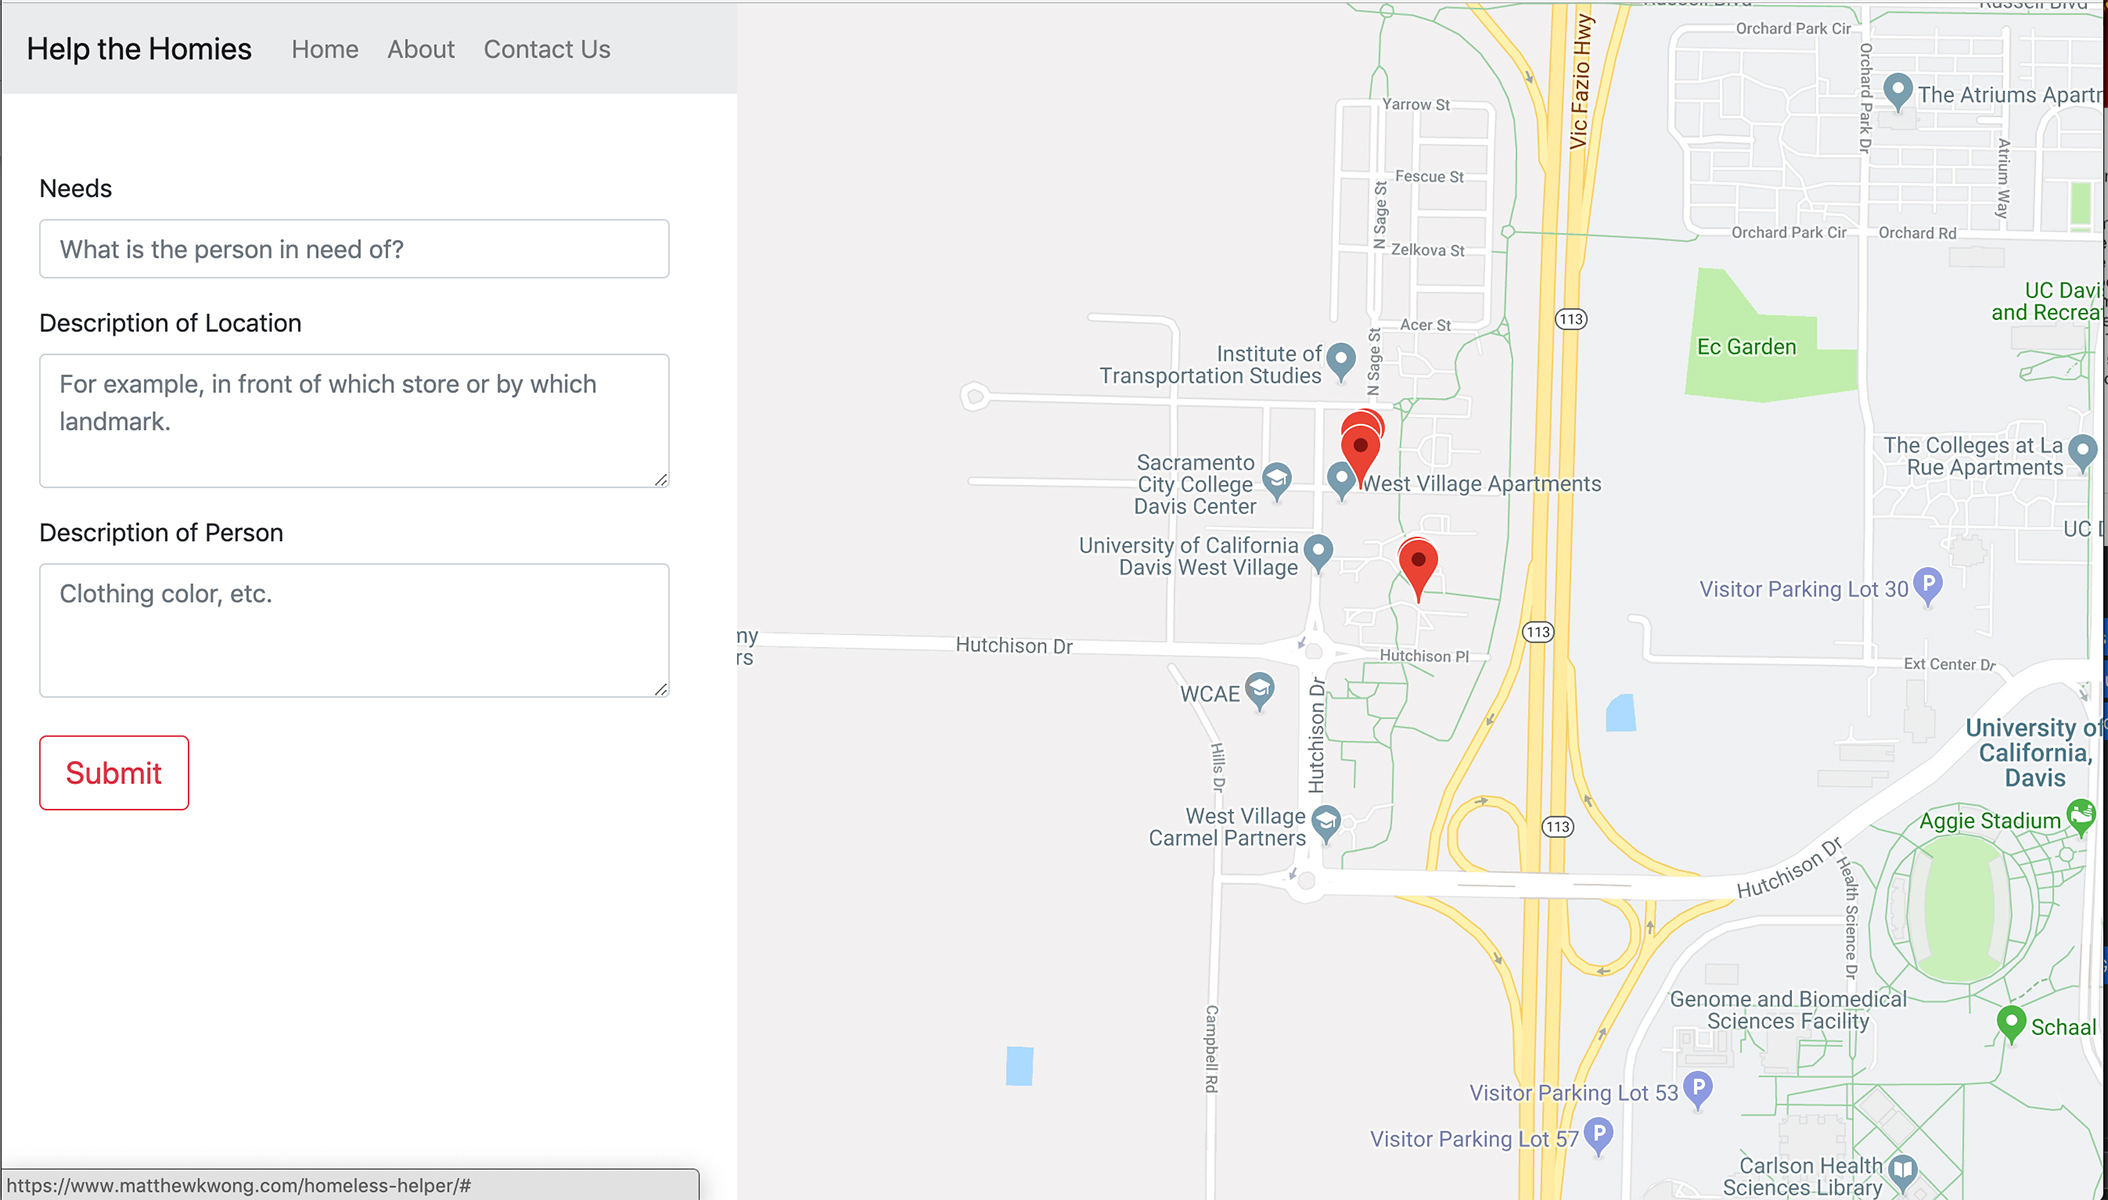 Help the Homies Home About Contact Us
Needs
What is the person in need of?
Description of Location
For example, in front of which store or by which
landmark.
Description of Person
Clothing color, etc.
Submit
https://www.matthewkwong.com/homeless-helper/#
Russell Blvd
Vic Fazio Hwy
Orchard Park Cir
Orchard Park Dr
The Atriums Apartr
Atrium Way
Yarrow St
Fescue St
N Sage St
Zelkova St
Orchard Park Cir
Orchard Rd
Acer St
113
UC Davi
and Recrea
Ec Garden
Institute of
Transportation Studies
N Sage St
The Colleges at La
Rue Apartments
Sacramento
City College
Davis Center
West Village Apartments
UC D
University of California
Davis West Village
Visitor Parking Lot 30
P
113
my
rs
Hutchison Dr
Hutchison Pl
Ext Center Dr
WCAE
Hutchison Dr
Hills Dr
University of
California,
Davis
West Village
Carmel Partners
113
Aggie Stadium
Hutchison Dr
Health Science Dr
Genome and Biomedical
Sciences Facility
Schaal
Campbell Rd
Visitor Parking Lot 53
P
Visitor Parking Lot 57
P
Carlson Health
Sciences Library